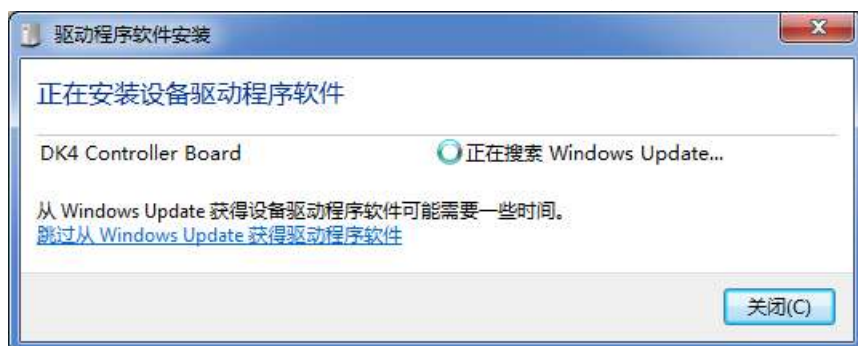 驱动程序软件安装
正在安装设备驱动程序软件
DK4 Controller Board 正在搜索 Windows Update...
从 Windows Update 获得设备驱动程序软件可能需要一些时间。
跳过从 Windows Update 获得驱动程序软件
关闭(C)